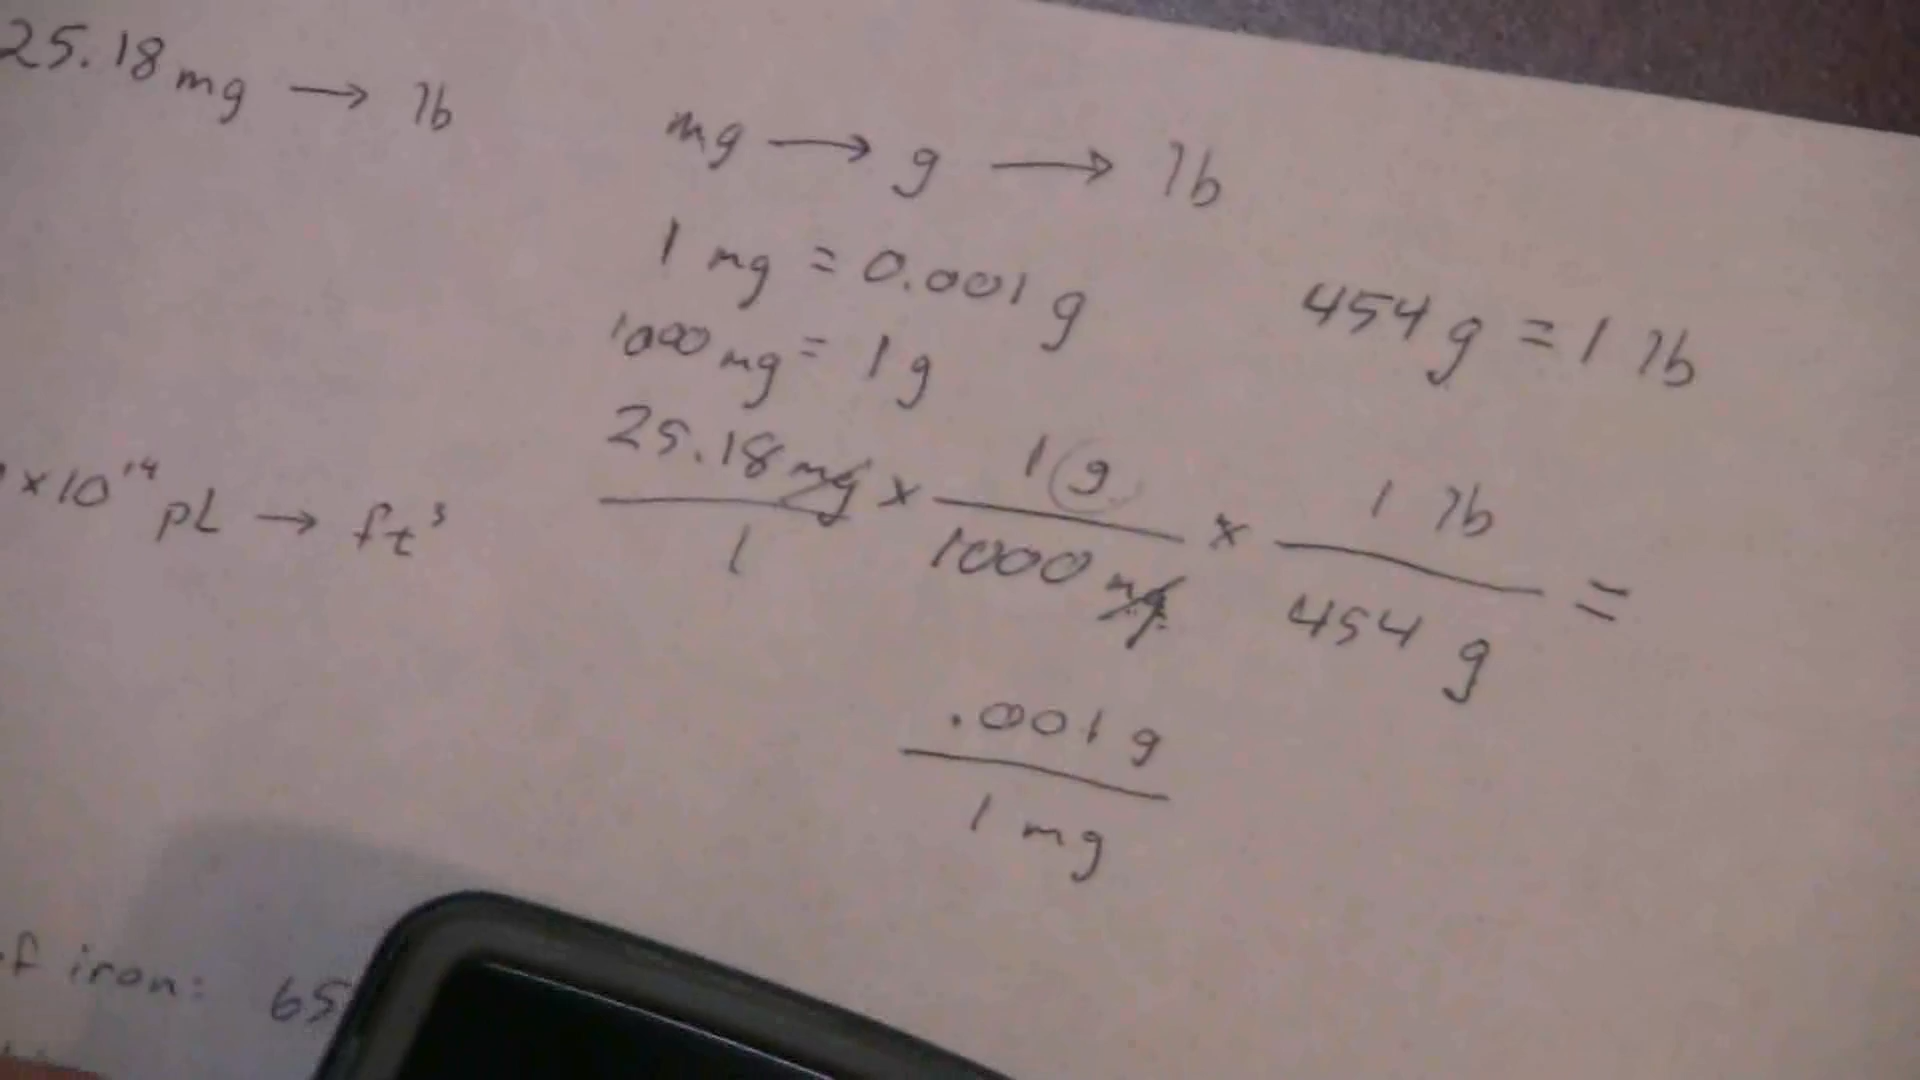 25.18 mg → lb
mg → g → lb
1 mg = 0.001 g
454 g = 1 lb
1000 mg = 1 g
25.18 mg × 1 g × 1 lb =
1 1000 mg 454 g
×10¹⁴ pL → ft³
.001 g
1 mg
f iron: 65